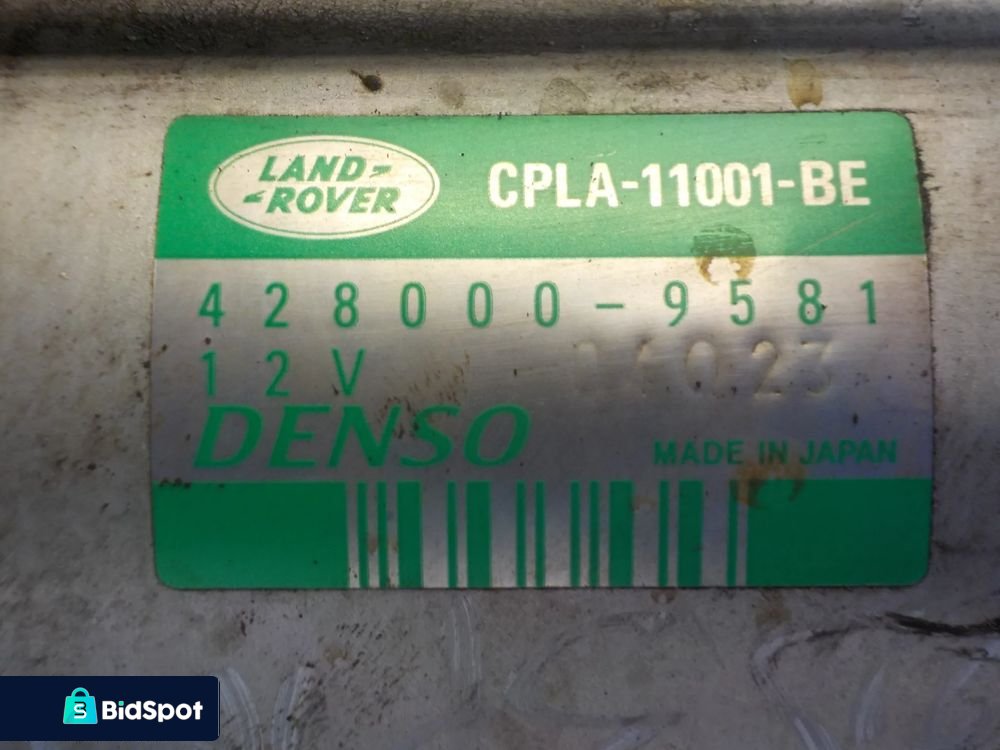 LAND-
-ROVER
CPLA-11001-BE
428000-9581
12V
DENSO
MADE IN JAPAN
BidSpot